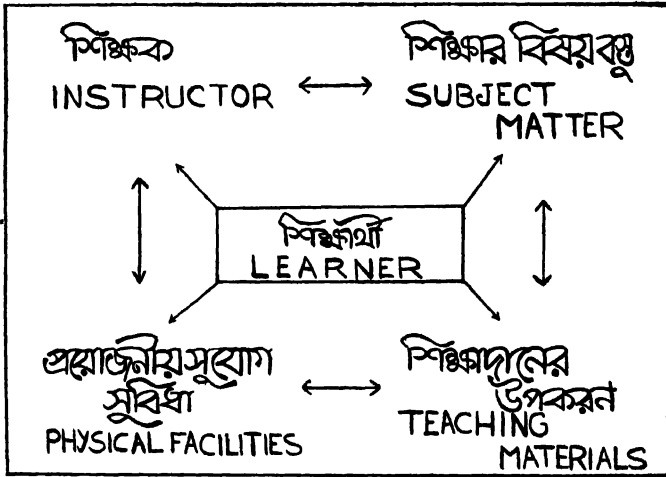 শিক্ষক
INSTRUCTOR
শিক্ষার বিষয় বস্তু
SUBJECT
MATTER
শিক্ষার্থী
LEARNER
প্রয়োজনীয় সুযোগ
সুবিধা
PHYSICAL FACILITIES
শিক্ষাদানের
উপকরন
TEACHING
MATERIALS